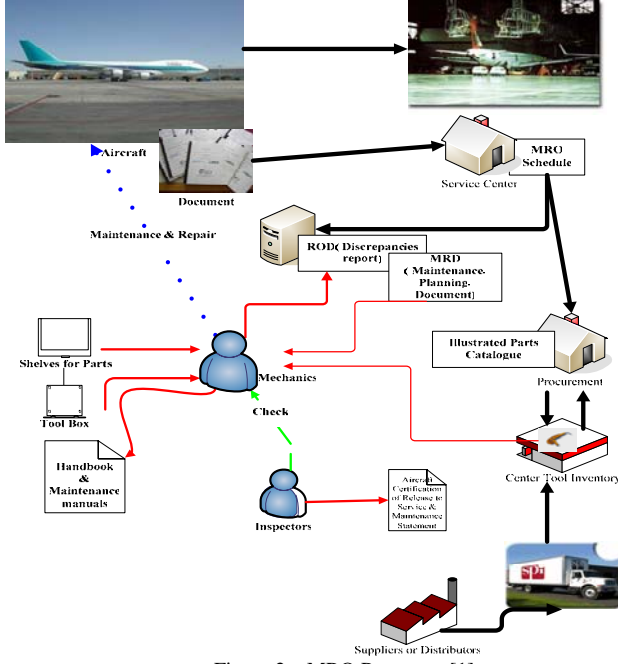 Aircraft
Document
MRO
Schedule
Service Center
Maintenance & Repair
ROD( Discrepancies
report)
MRD
( Maintenance.
Planning.
Document)
Illustrated Parts
Catalogue
Procurement
Shelves for Parts
Mechanics
Tool Box
Check
Handbook
&
Maintenance
manuals
Center Tool Inventory
Inspectors
Aircraft
Certification
of Release to
Service &
Maintenance
Statement
Suppliers or Distributors